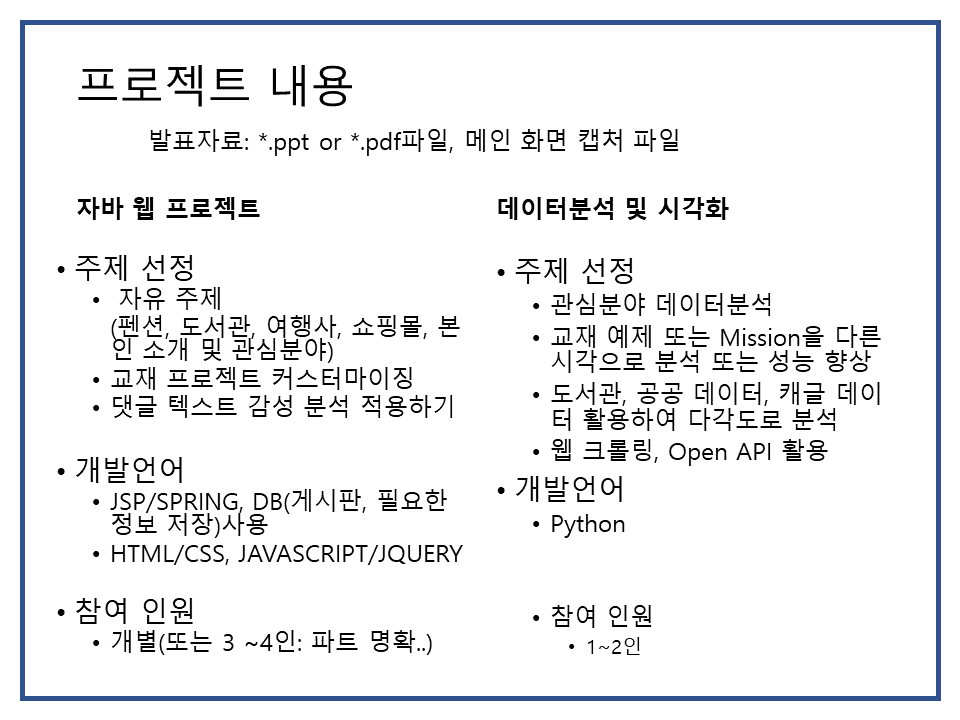 프로젝트 내용
발표자료: *.ppt or *.pdf파일, 메인 화면 캡처 파일
자바 웹 프로젝트
• 주제 선정
• 자유 주제
(펜션, 도서관, 여행사, 쇼핑몰, 본
인 소개 및 관심분야)
• 교재 프로젝트 커스터마이징
• 댓글 텍스트 감성 분석 적용하기
• 개발언어
• JSP/SPRING, DB(게시판, 필요한
정보 저장)사용
• HTML/CSS, JAVASCRIPT/JQUERY
• 참여 인원
• 개별(또는 3 ~4인: 파트 명확..)
데이터분석 및 시각화
• 주제 선정
• 관심분야 데이터분석
• 교재 예제 또는 Mission을 다른
시각으로 분석 또는 성능 향상
• 도서관, 공공 데이터, 캐글 데이
터 활용하여 다각도로 분석
• 웹 크롤링, Open API 활용
• 개발언어
• Python
• 참여 인원
• 1~2인